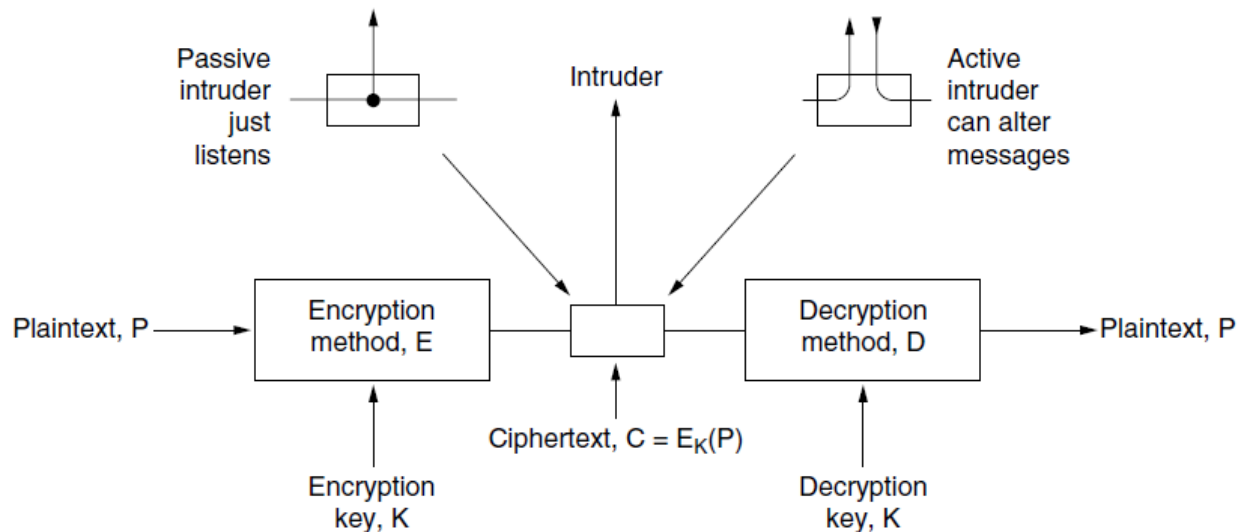 Passive
intruder
just
listens
Intruder
Active
intruder
can alter
messages
Plaintext, P
Encryption
method, E
Decryption
method, D
Plaintext, P
Ciphertext, C = E_K(P)
Encryption
key, K
Decryption
key, K